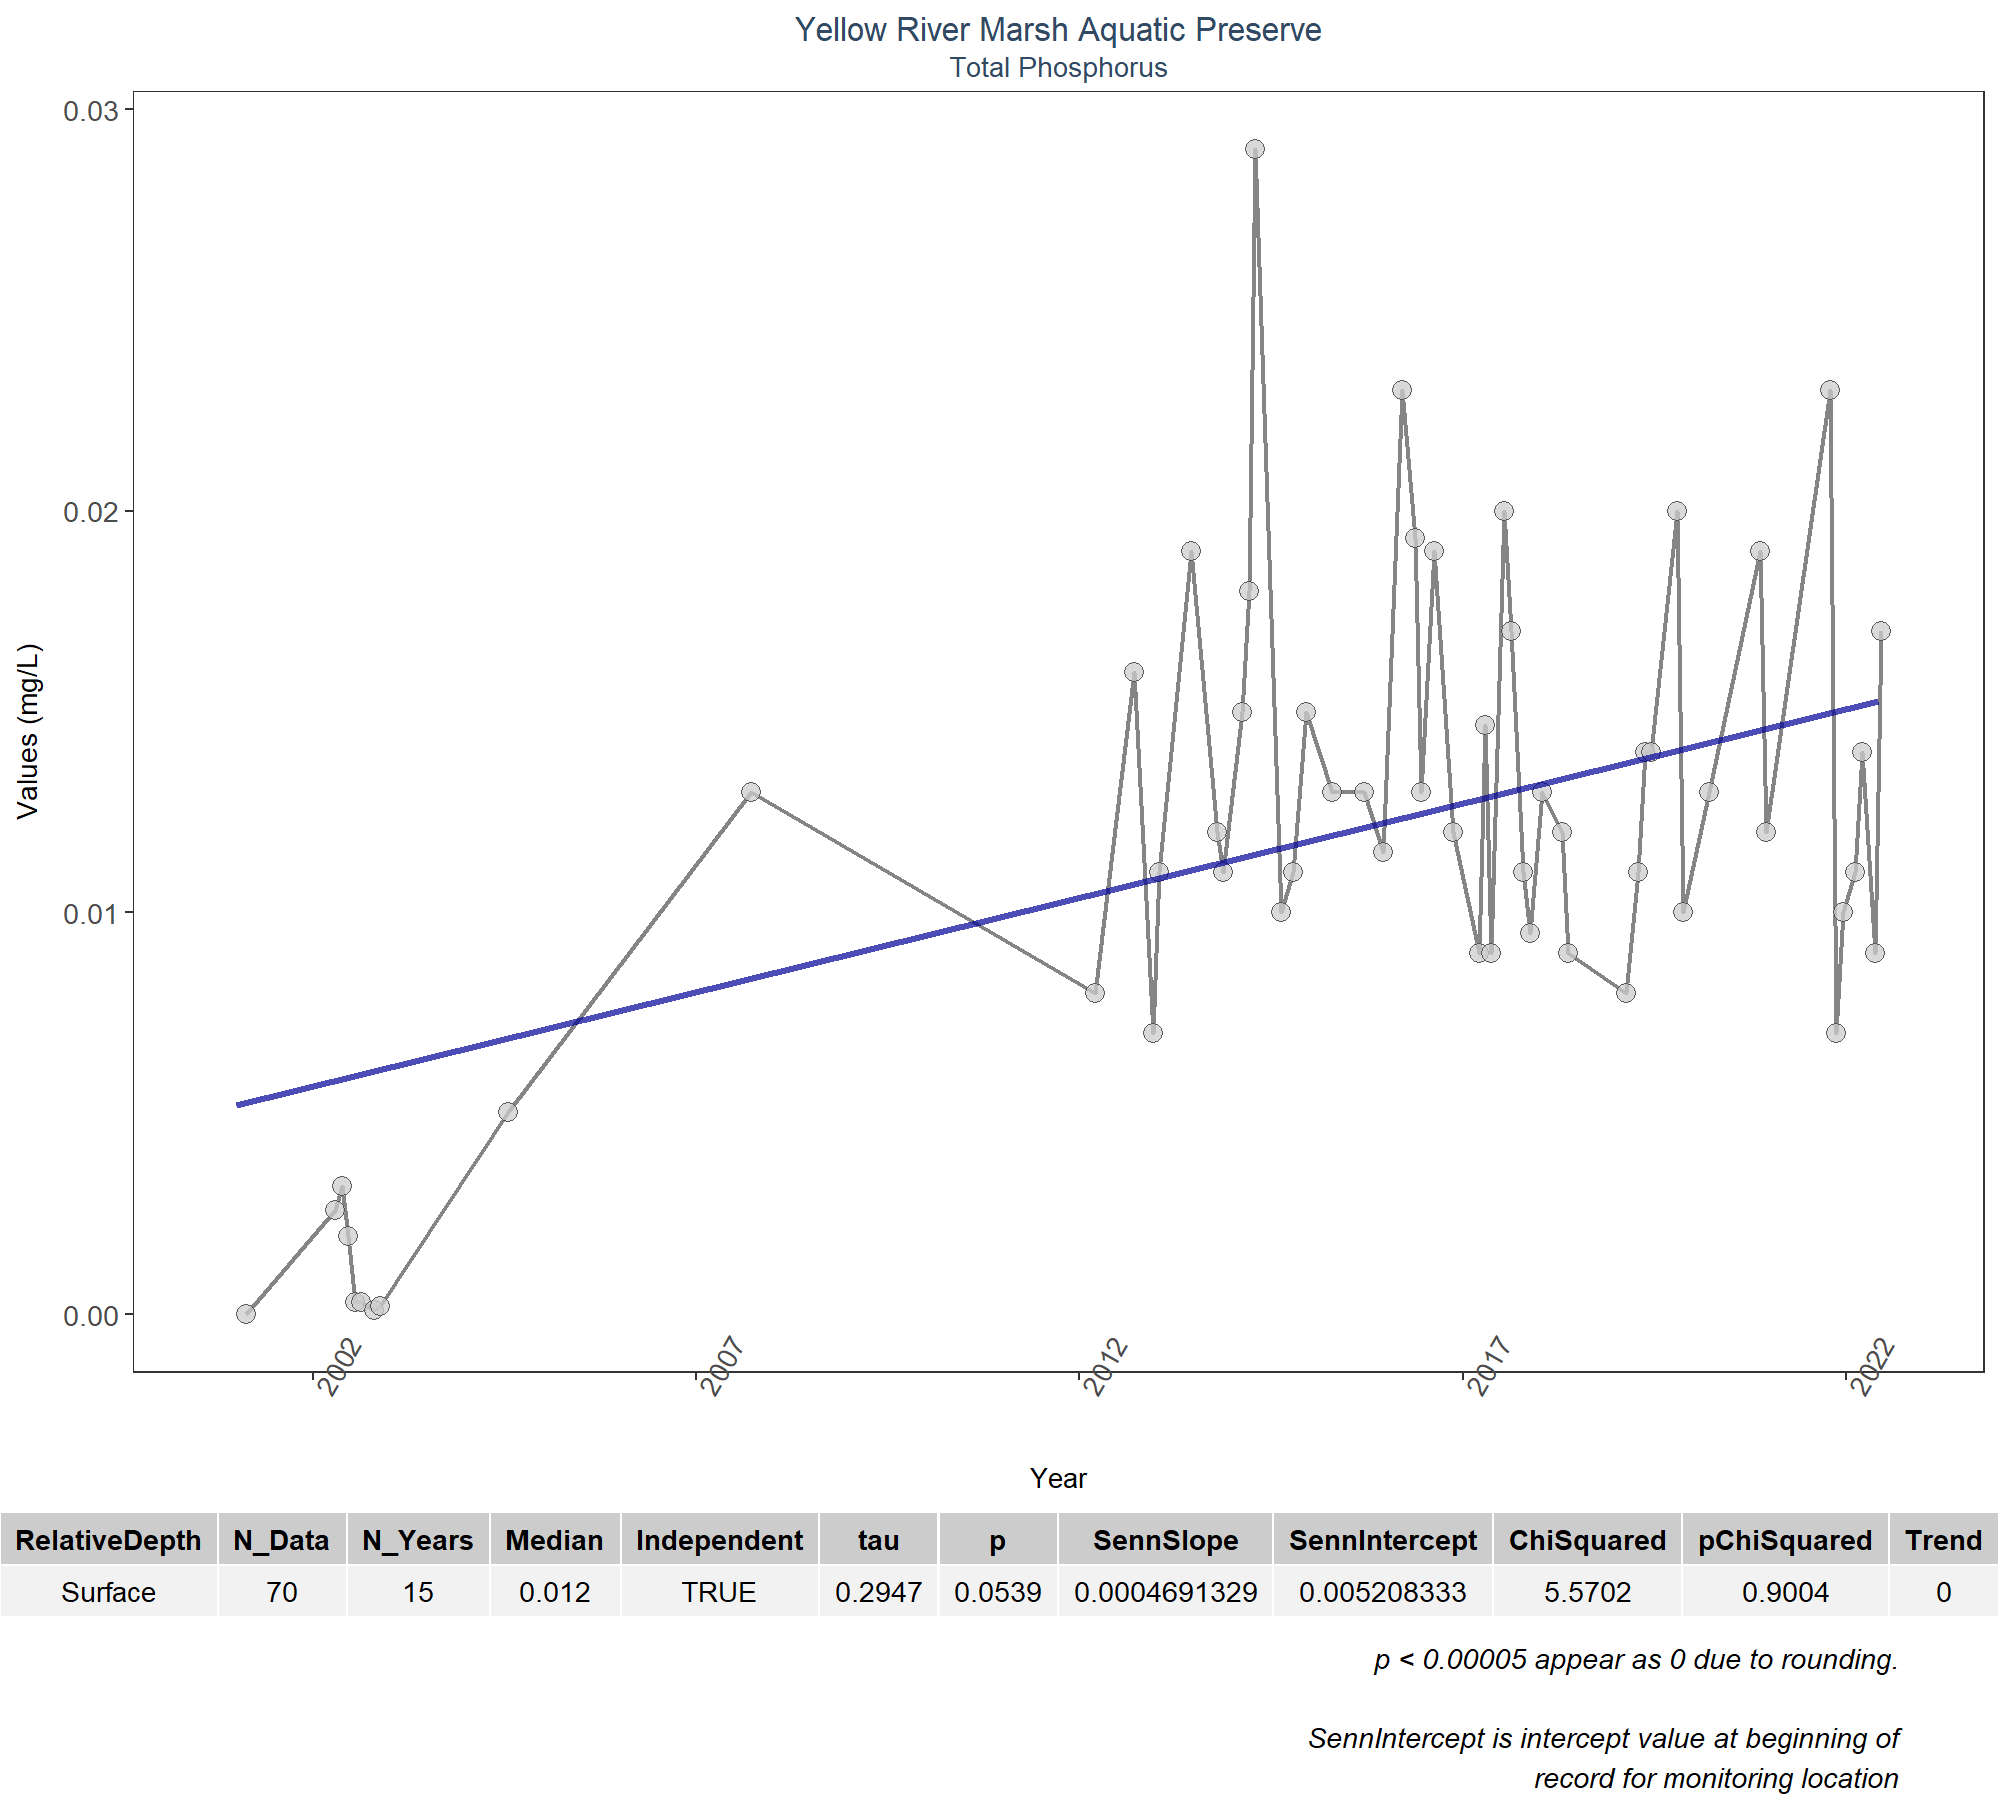 Yellow River Marsh Aquatic Preserve
Total Phosphorus
0.03
0.02
0.01
0.00
Values (mg/L)
2002
2007
2012
2017
2022
Year
RelativeDepth N_Data N_Years Median Independent tau p SennSlope SennIntercept ChiSquared pChiSquared Trend
Surface 70 15 0.012 TRUE 0.2947 0.0539 0.0004691329 0.005208333 5.5702 0.9004 0
p < 0.00005 appear as 0 due to rounding.
SennIntercept is intercept value at beginning of
record for monitoring location